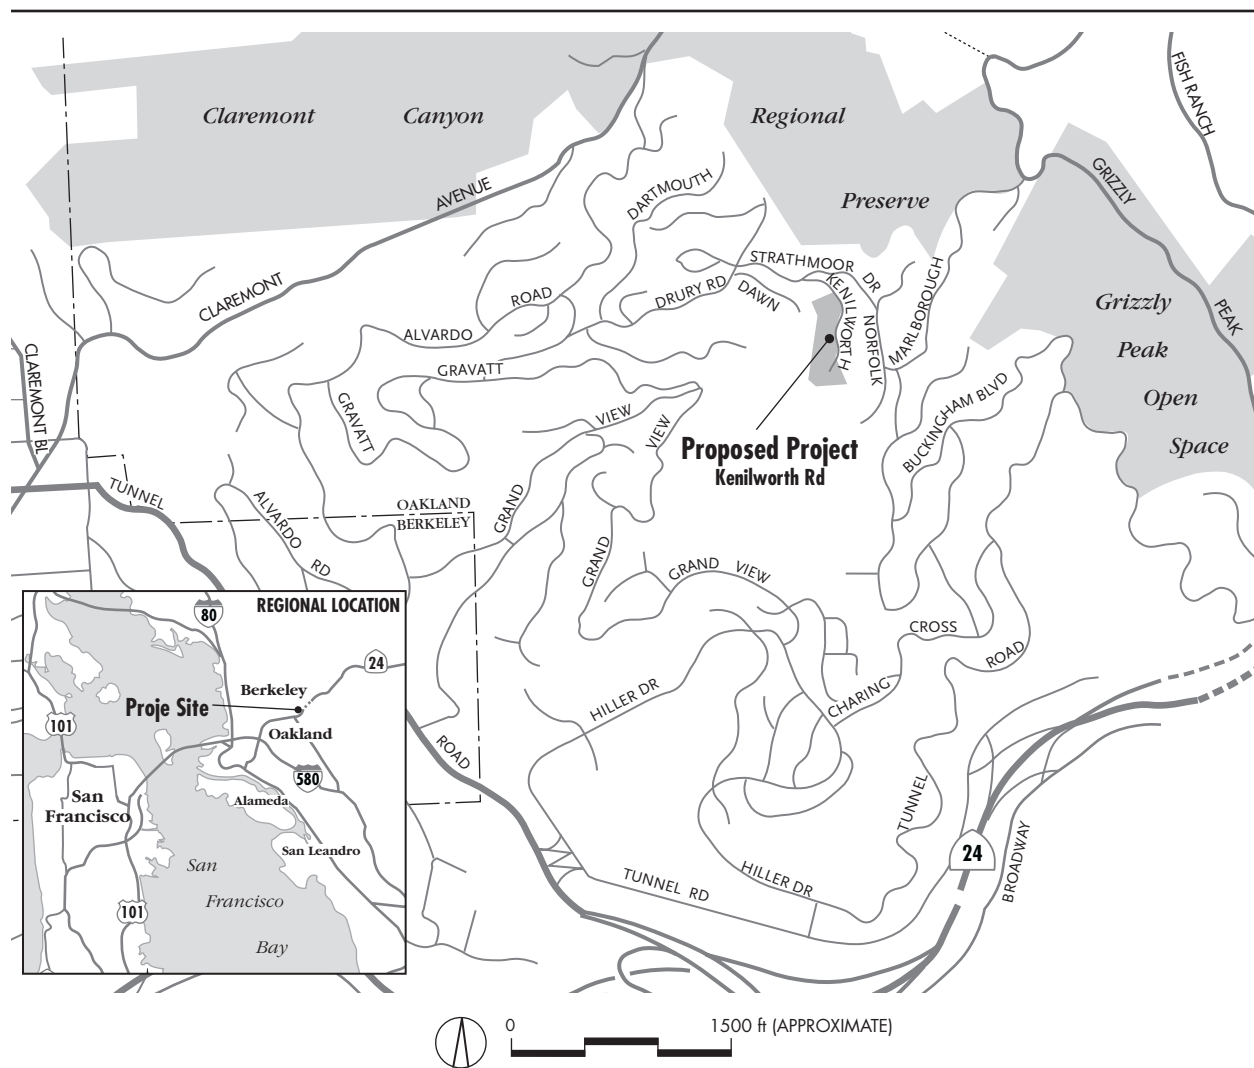 Claremont Canyon Regional
Preserve
FISH RANCH
GRIZZLY
PEAK
Grizzly
Peak
Open
Space
AVENUE
CLAREMONT
DARTMOUTH
STRATHMOOR DR
KENILWORTH
DRURY RD
DAWN
NORFOLK
MARLBOROUGH
ROAD
ALVARDO
GRAVATT
GRAVATT
CLAREMONT BL
VIEW
VIEW
BUCKINGHAM BLVD
Proposed Project
Kenilworth Rd
TUNNEL
ALVARDO
RD
OAKLAND
BERKELEY
GRAND
GRAND
GRAND VIEW
CROSS
ROAD
CHARING
HILLER DR
ROAD
TUNNEL
HILLER DR
TUNNEL RD
24
BROADWAY
REGIONAL LOCATION
80
24
Berkeley
Proje Site
101
Oakland
580
San
Francisco
Alameda
San Leandro
San
Francisco
Bay
101
0
1500 ft (APPROXIMATE)